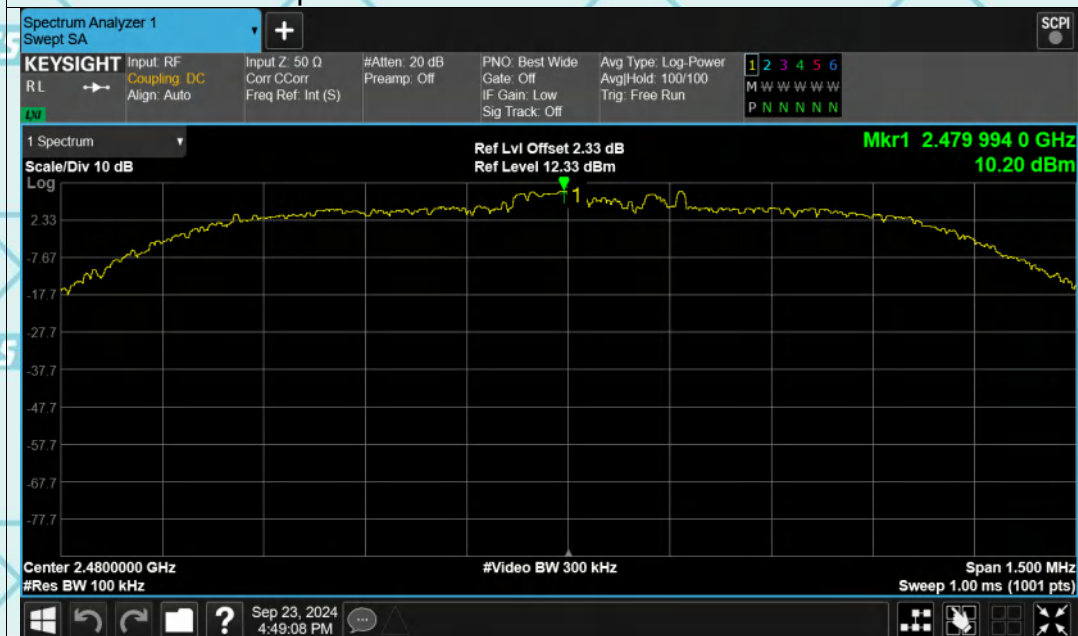 Spectrum Analyzer 1
Swept SA
+
SCPI
KEYSIGHT
RL
LXI
Input: RF
Coupling: DC
Align: Auto
Input Z: 50 Ω
Corr CCorr
Freq Ref: Int (S)
#Atten: 20 dB
Preamp: Off
PNO: Best Wide
Gate: Off
IF Gain: Low
Sig Track: Off
Avg Type: Log-Power
Avg|Hold: 100/100
Trig: Free Run
1 2 3 4 5 6
M W W W W W
P N N N N N
1 Spectrum
Scale/Div 10 dB
Ref Lvl Offset 2.33 dB
Ref Level 12.33 dBm
Mkr1 2.479 994 0 GHz
10.20 dBm
Log
1
2.33
-7.67
-17.7
-27.7
-37.7
-47.7
-57.7
-67.7
-77.7
Center 2.4800000 GHz
#Res BW 100 kHz
#Video BW 300 kHz
Span 1.500 MHz
Sweep 1.00 ms (1001 pts)
?
Sep 23, 2024
4:49:08 PM